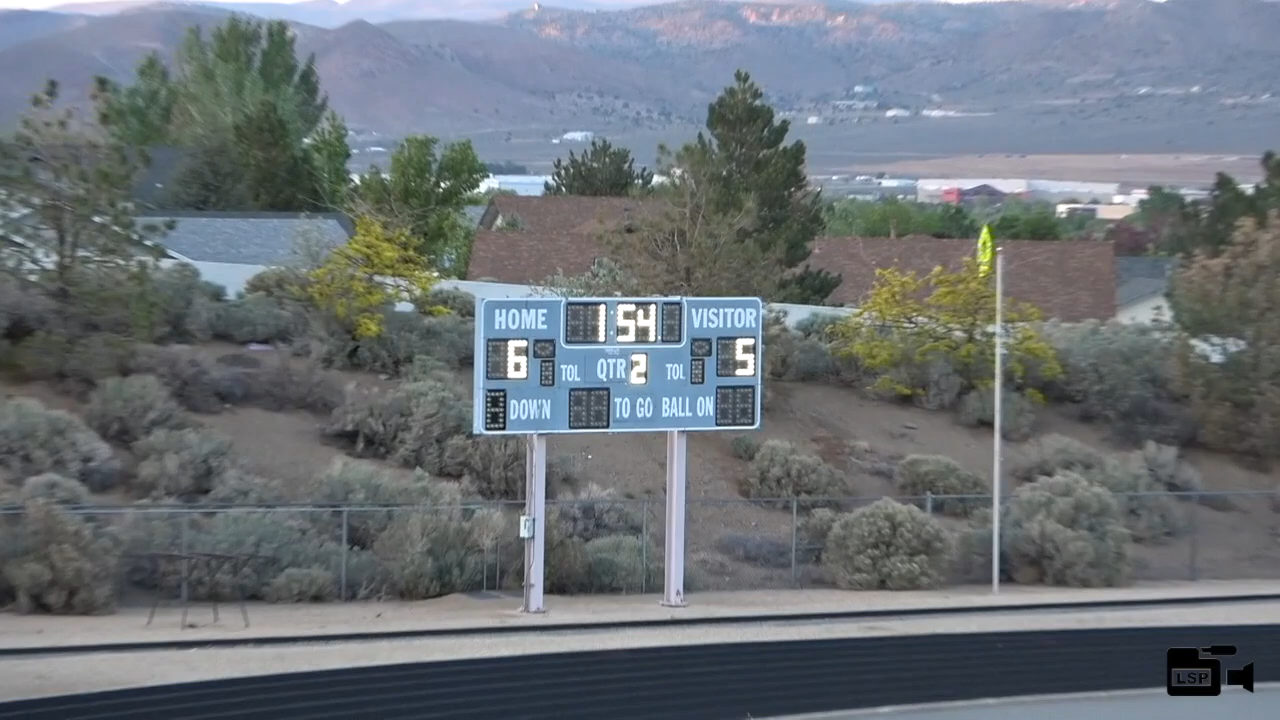 HOME 1:54 VISITOR
6 QTR 2 5
TOL TOL
DOWN TO GO BALL ON
LSP